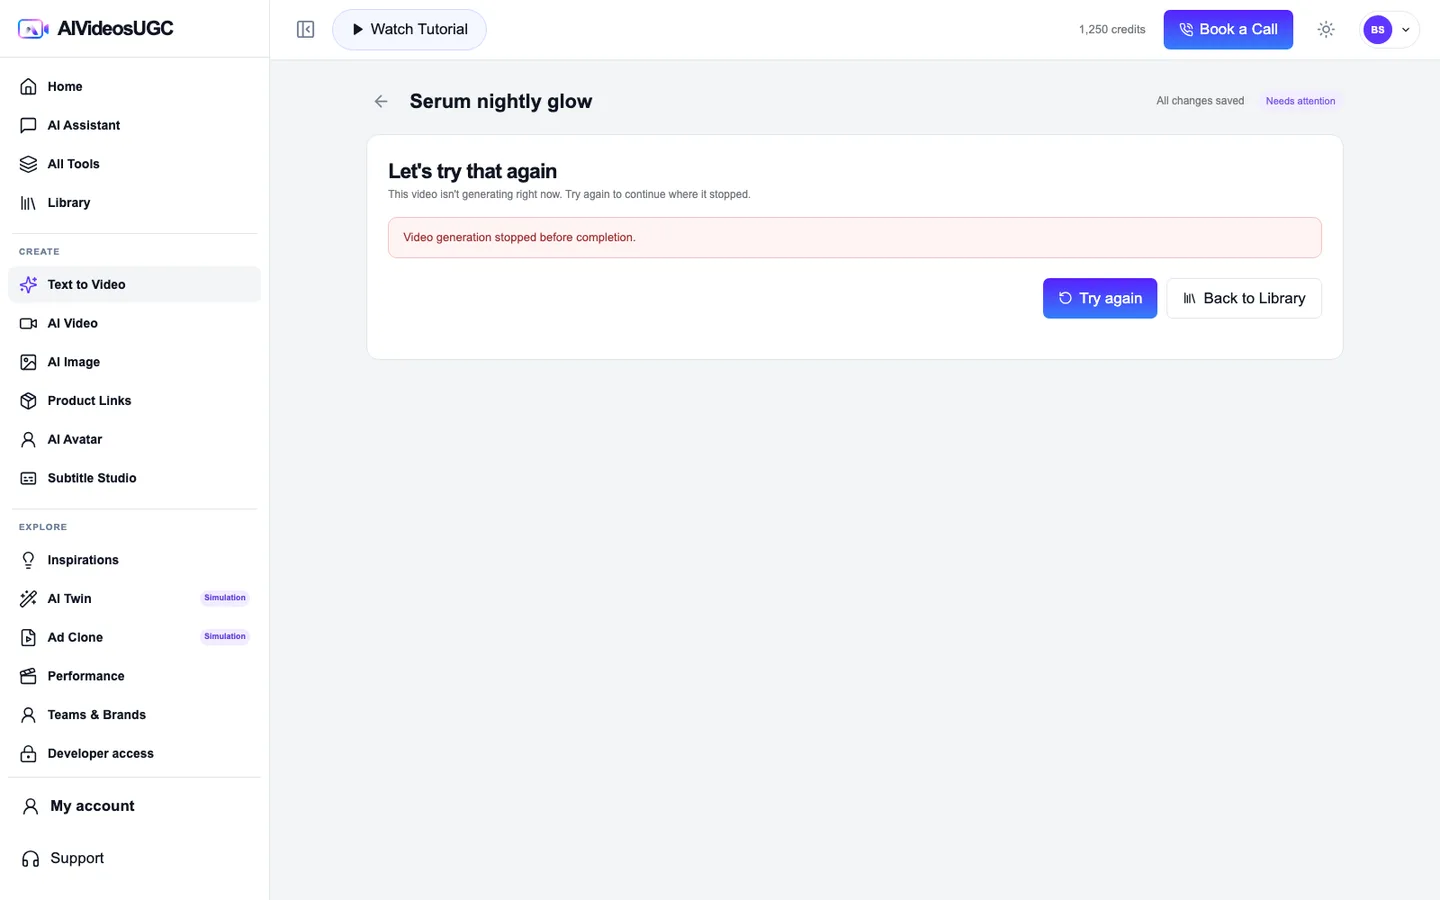 AIVideosUGC
Home
AI Assistant
All Tools
Library
CREATE
Text to Video
AI Video
AI Image
Product Links
AI Avatar
Subtitle Studio
EXPLORE
Inspirations
AI Twin Simulation
Ad Clone Simulation
Performance
Teams & Brands
Developer access
My account
Support
Watch Tutorial
1,250 credits
Book a Call
BS
Serum nightly glow
All changes saved
Needs attention
Let's try that again
This video isn't generating right now. Try again to continue where it stopped.
Video generation stopped before completion.
Try again
Back to Library